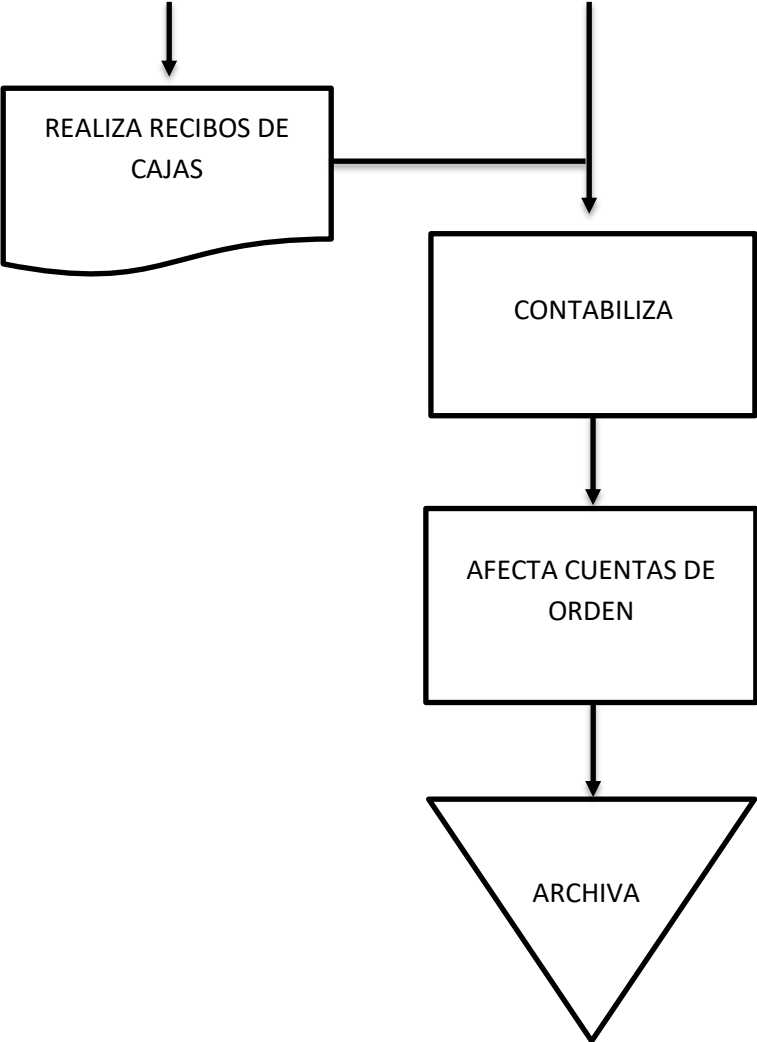 REALIZA RECIBOS DE
CAJAS
CONTABILIZA
AFECTA CUENTAS DE
ORDEN
ARCHIVA